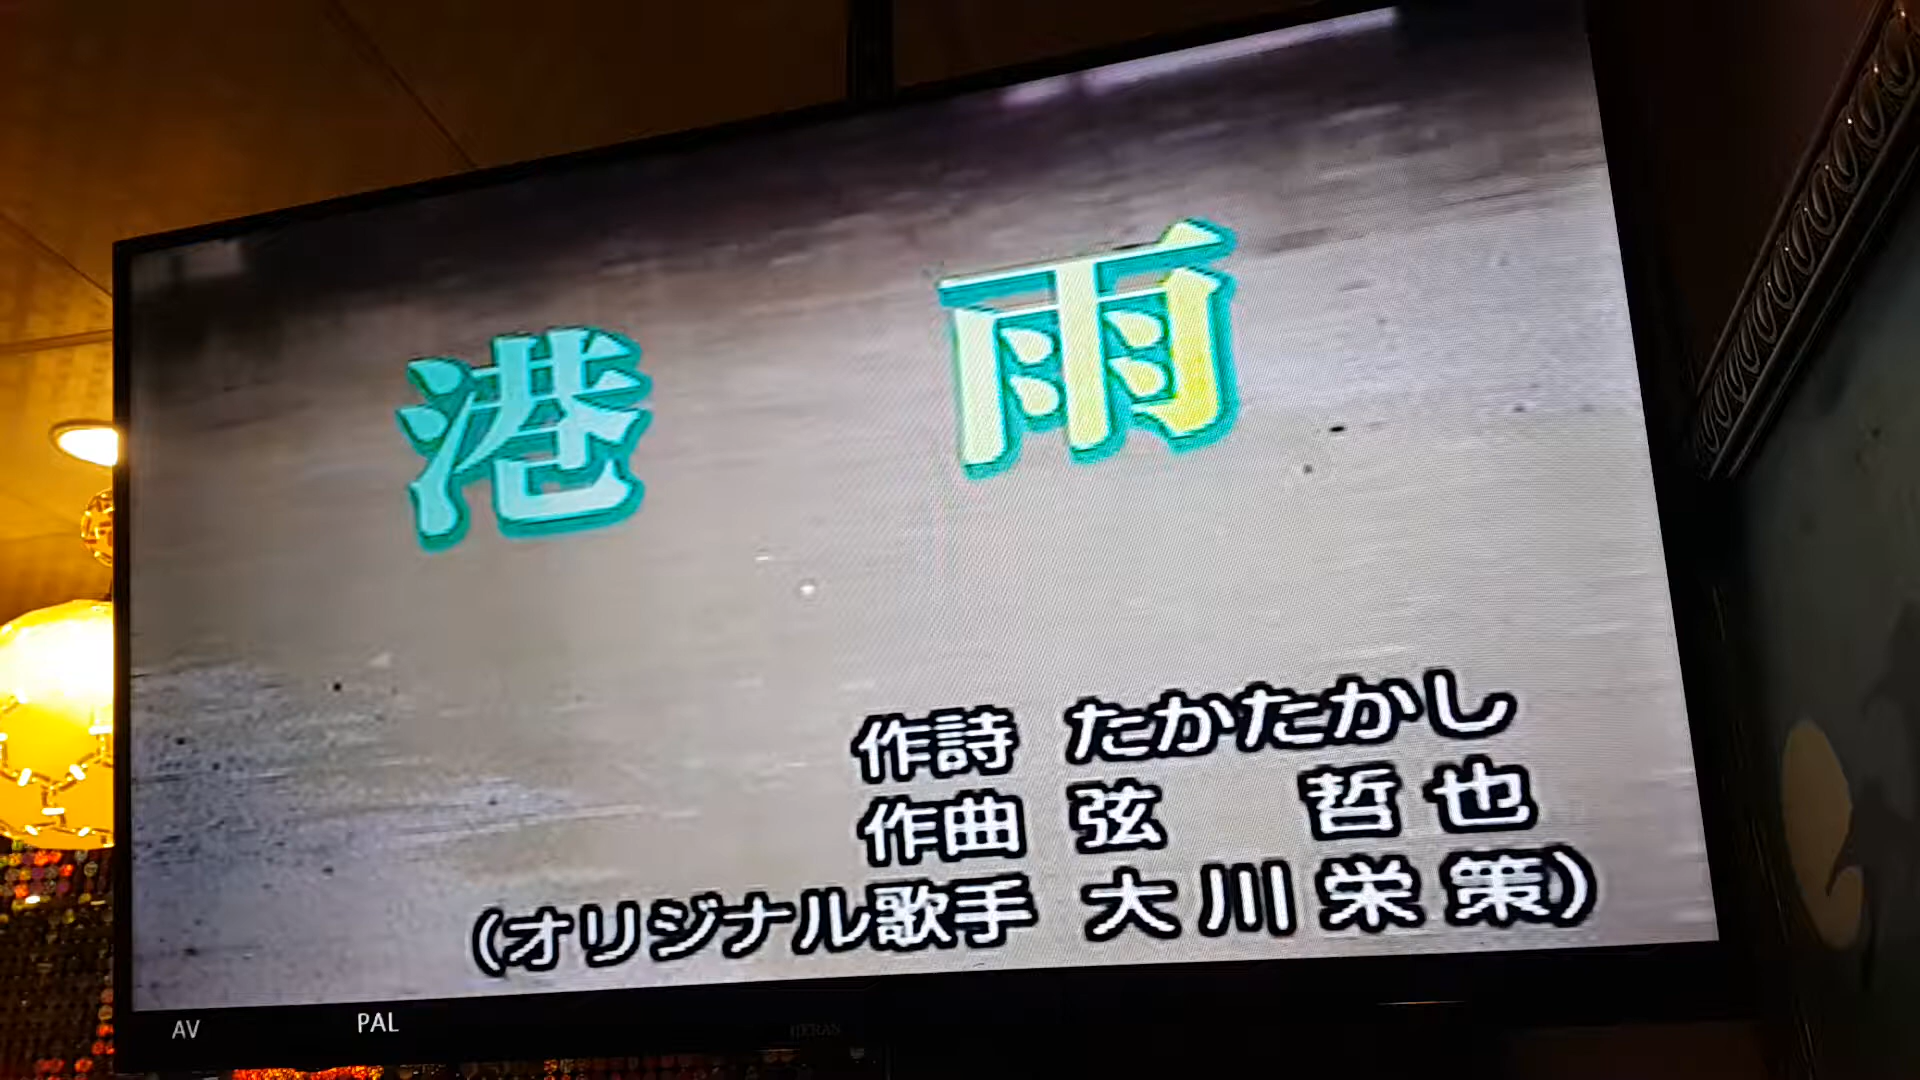 港 雨
作詩 たかたかし
作曲 弦 哲也
(オリジナル歌手 大川栄策)
AV PAL
HERAN